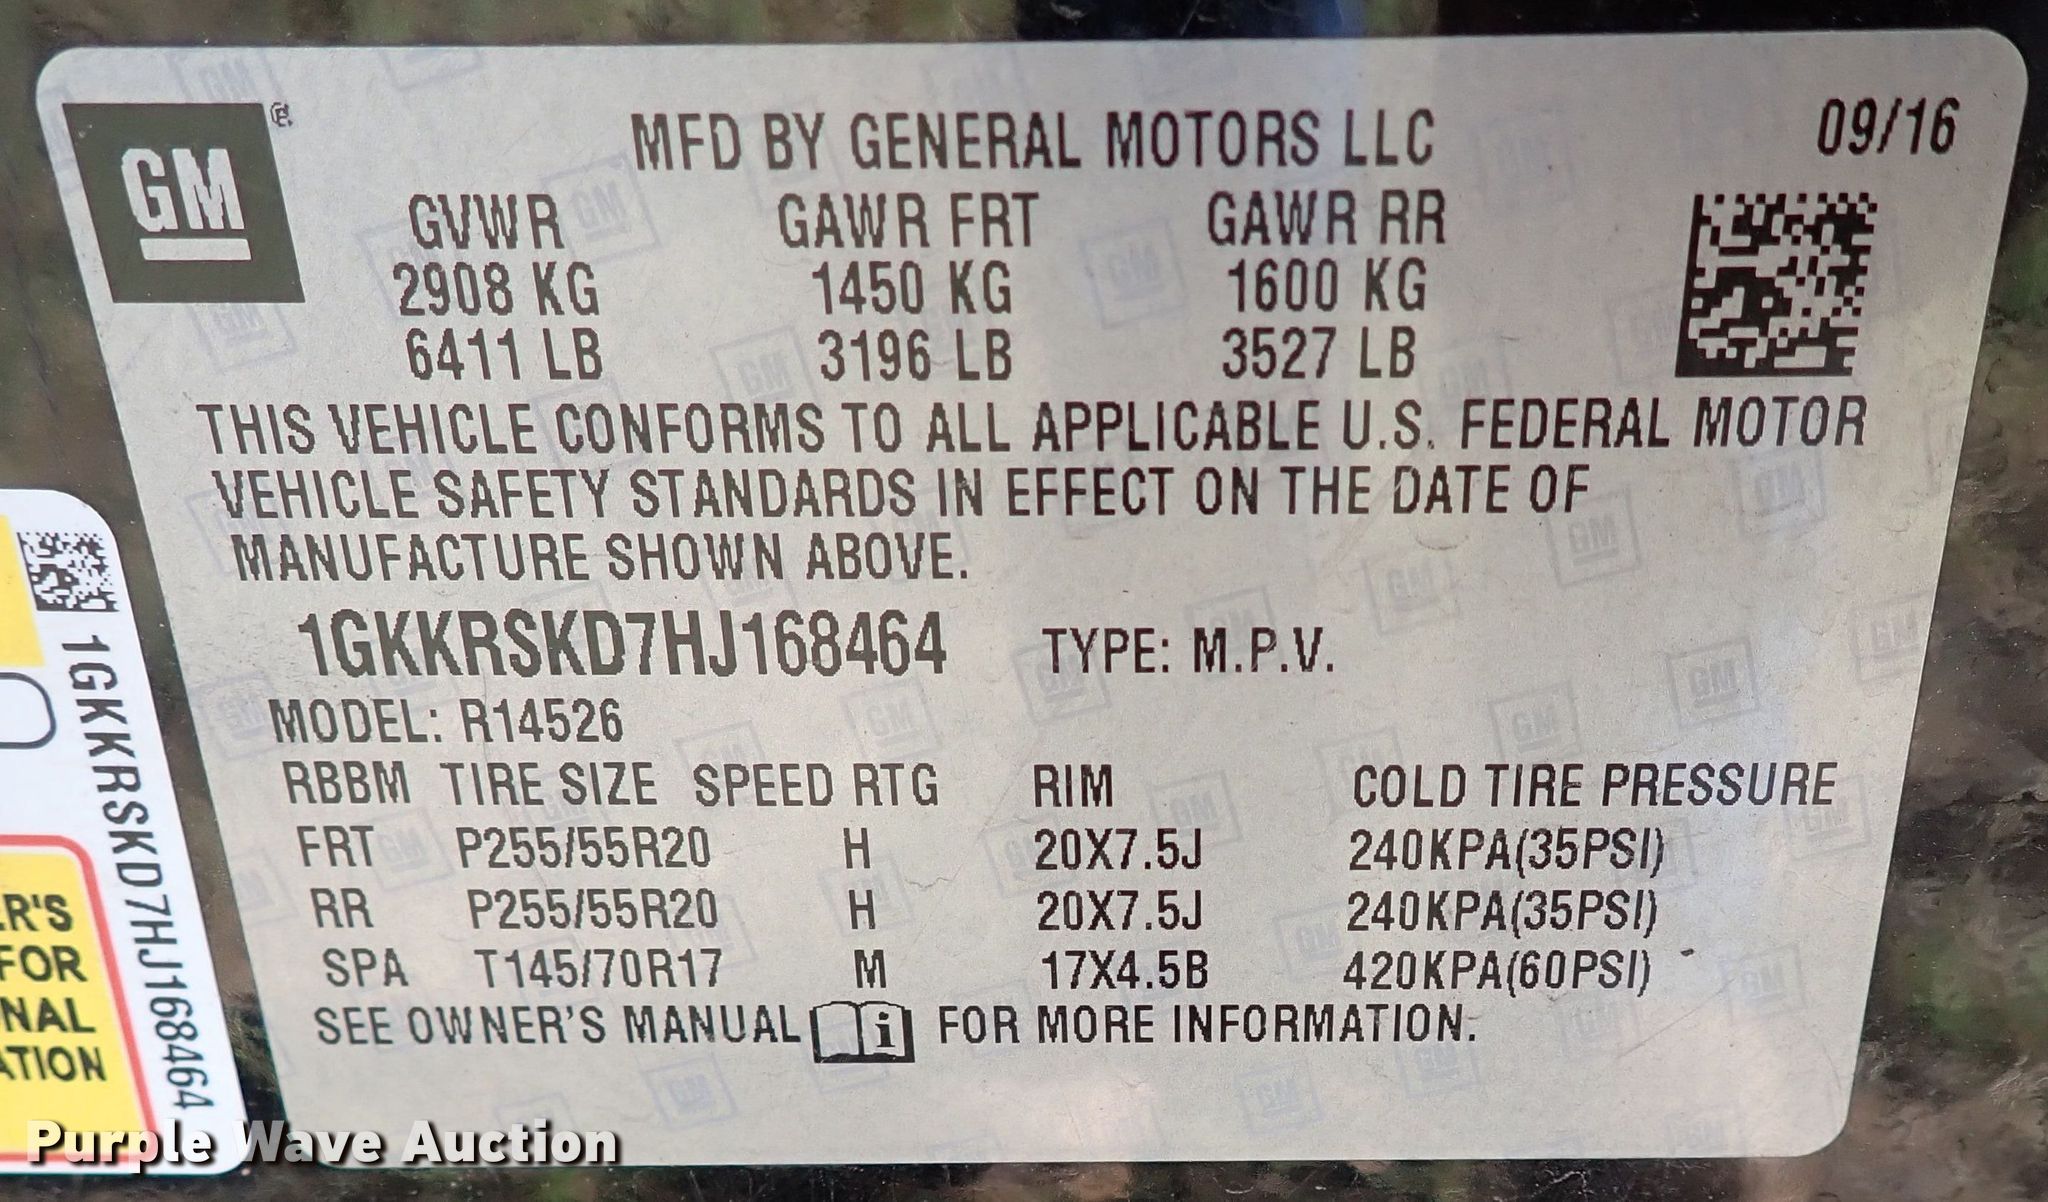 GM
MFD BY GENERAL MOTORS LLC
09/16
GVWR GAWR FRT GAWR RR
2908 KG 1450 KG 1600 KG
6411 LB 3196 LB 3527 LB
THIS VEHICLE CONFORMS TO ALL APPLICABLE U.S. FEDERAL MOTOR
VEHICLE SAFETY STANDARDS IN EFFECT ON THE DATE OF
MANUFACTURE SHOWN ABOVE.
1GKKRSKD7HJ168464 TYPE: M.P.V.
MODEL: R14526
RBBM TIRE SIZE SPEED RTG RIM COLD TIRE PRESSURE
FRT P255/55R20 H 20X7.5J 240KPA(35PSI)
RR P255/55R20 H 20X7.5J 240KPA(35PSI)
SPA T145/70R17 M 17X4.5B 420KPA(60PSI)
SEE OWNER'S MANUAL i FOR MORE INFORMATION.
1GKKRSKD7HJ168464
ER'S
FOR
NAL
ATION
Purple Wave Auction